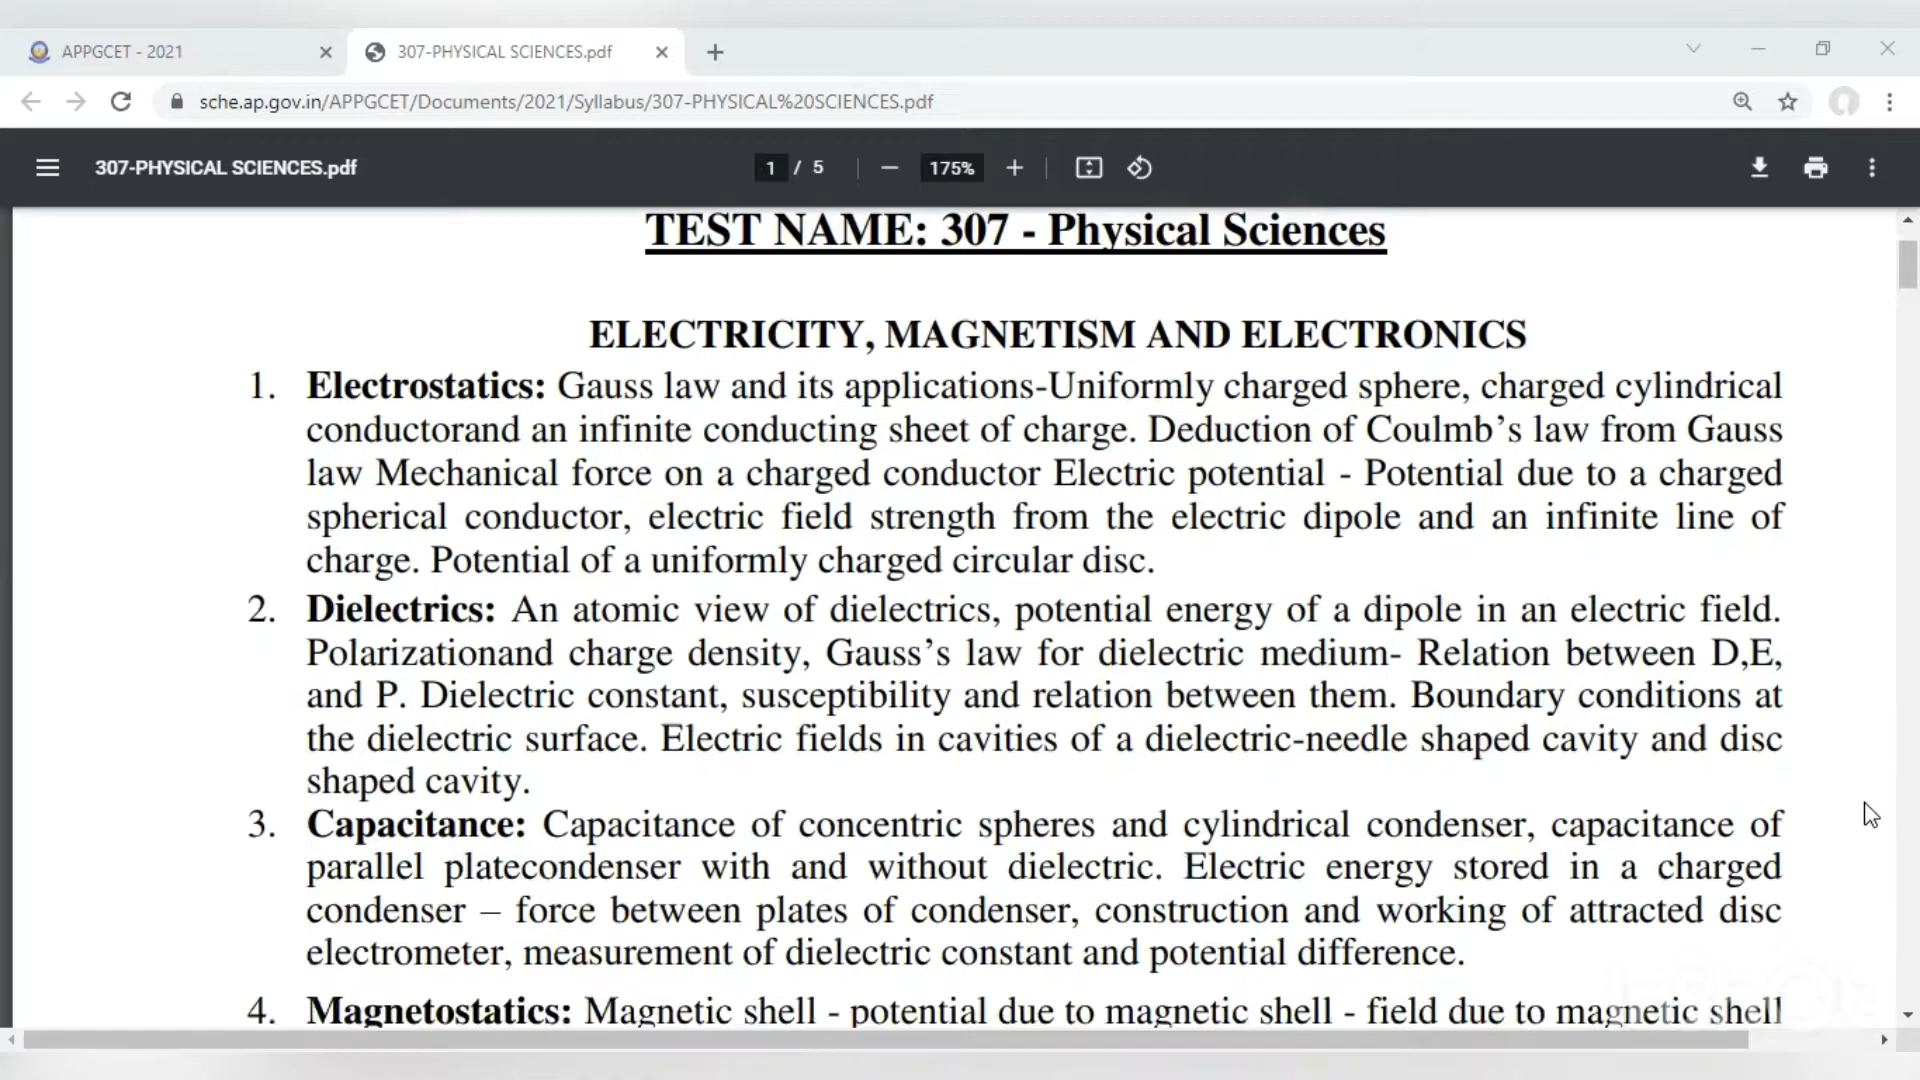 APPGCET - 2021
307-PHYSICAL SCIENCES.pdf
sche.ap.gov.in/APPGCET/Documents/2021/Syllabus/307-PHYSICAL%20SCIENCES.pdf
307-PHYSICAL SCIENCES.pdf
1 / 5
175%
TEST NAME: 307 - Physical Sciences
ELECTRICITY, MAGNETISM AND ELECTRONICS
1. Electrostatics: Gauss law and its applications-Uniformly charged sphere, charged cylindrical
conductorand an infinite conducting sheet of charge. Deduction of Coulmb’s law from Gauss
law Mechanical force on a charged conductor Electric potential - Potential due to a charged
spherical conductor, electric field strength from the electric dipole and an infinite line of
charge. Potential of a uniformly charged circular disc.
2. Dielectrics: An atomic view of dielectrics, potential energy of a dipole in an electric field.
Polarizationand charge density, Gauss’s law for dielectric medium- Relation between D,E,
and P. Dielectric constant, susceptibility and relation between them. Boundary conditions at
the dielectric surface. Electric fields in cavities of a dielectric-needle shaped cavity and disc
shaped cavity.
3. Capacitance: Capacitance of concentric spheres and cylindrical condenser, capacitance of
parallel platecondenser with and without dielectric. Electric energy stored in a charged
condenser – force between plates of condenser, construction and working of attracted disc
electrometer, measurement of dielectric constant and potential difference.
4. Magnetostatics: Magnetic shell - potential due to magnetic shell - field due to magnetic shell